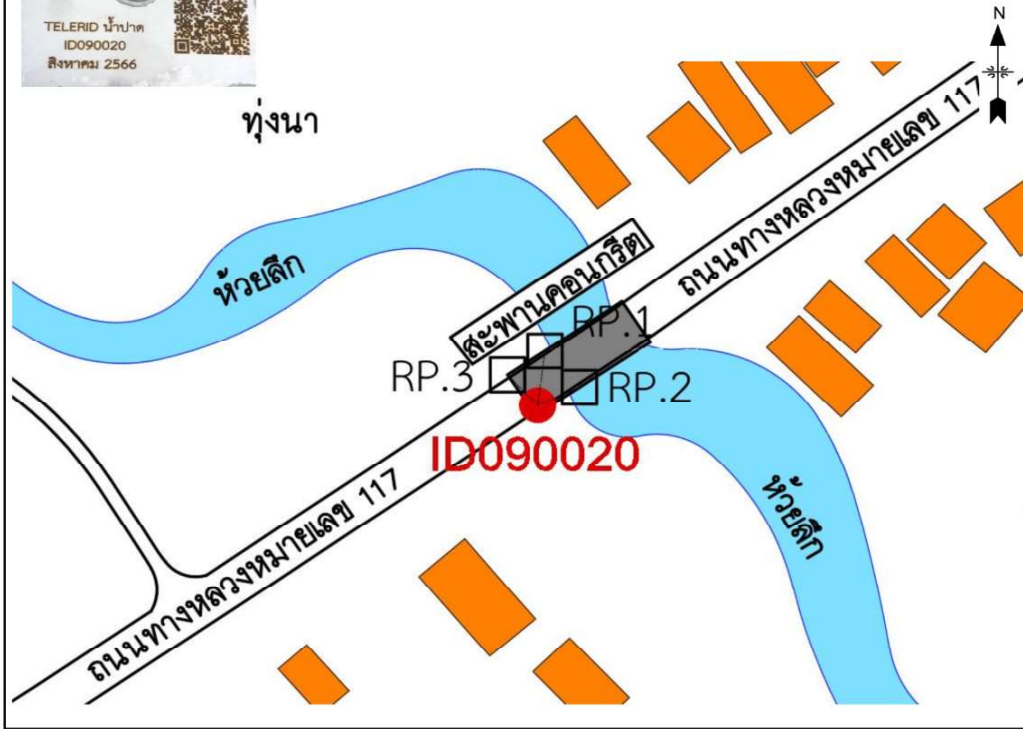 TELERID น้ำปาด
ID090020
สิงหาคม 2566
N
ทุ่งนา
ถนนทางหลวงหมายเลข 117
ห้วยลึก
สะพานคอนกรีต
RP.1
RP.3
RP.2
ID090020
ห้วยลึก
ถนนทางหลวงหมายเลข 117